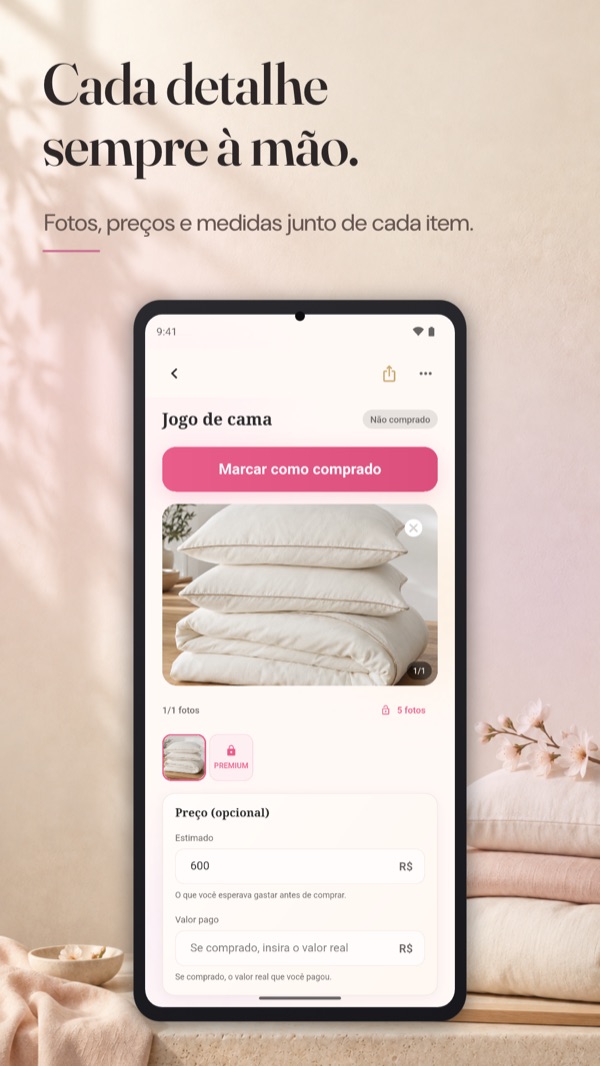 Cada detalhe
sempre à mão.
Fotos, preços e medidas junto de cada item.
9:41
Jogo de cama
Não comprado
Marcar como comprado
1/1
1/1 fotos
5 fotos
PREMIUM
Preço (opcional)
Estimado
600 R$
O que você esperava gastar antes de comprar.
Valor pago
Se comprado, insira o valor real R$
Se comprado, o valor real que você pagou.